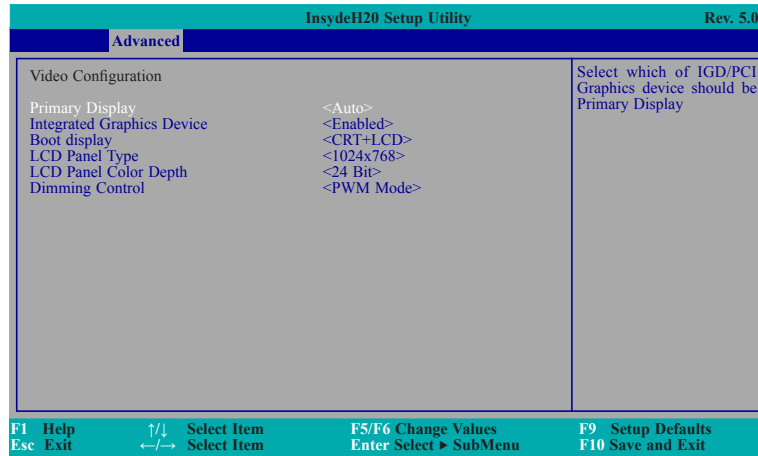 InsydeH20 Setup Utility Rev. 5.0
Advanced
Video Configuration
Primary Display <Auto>
Integrated Graphics Device <Enabled>
Boot display <CRT+LCD>
LCD Panel Type <1024x768>
LCD Panel Color Depth <24 Bit>
Dimming Control <PWM Mode>
Select which of IGD/PCI
Graphics device should be
Primary Display
F1 Help ↑/↓ Select Item F5/F6 Change Values F9 Setup Defaults
Esc Exit ←/→ Select Item Enter Select ▶ SubMenu F10 Save and Exit